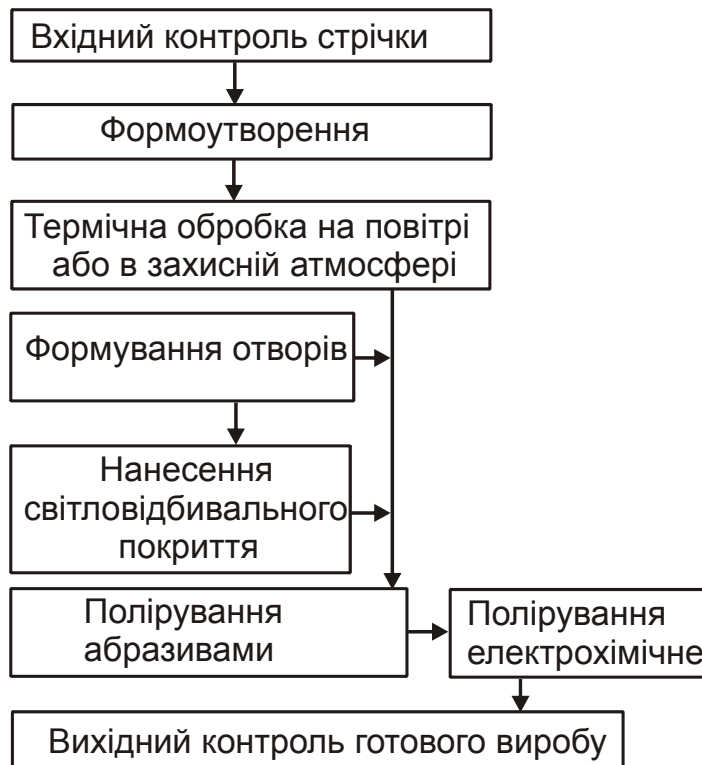 Вхідний контроль стрічки
Формоутворення
Термічна обробка на повітрі
або в захисній атмосфері
Формування отворів
Нанесення
світловідбивального
покриття
Полірування
абразивами
Полірування
електрохімічне
Вихідний контроль готового виробу